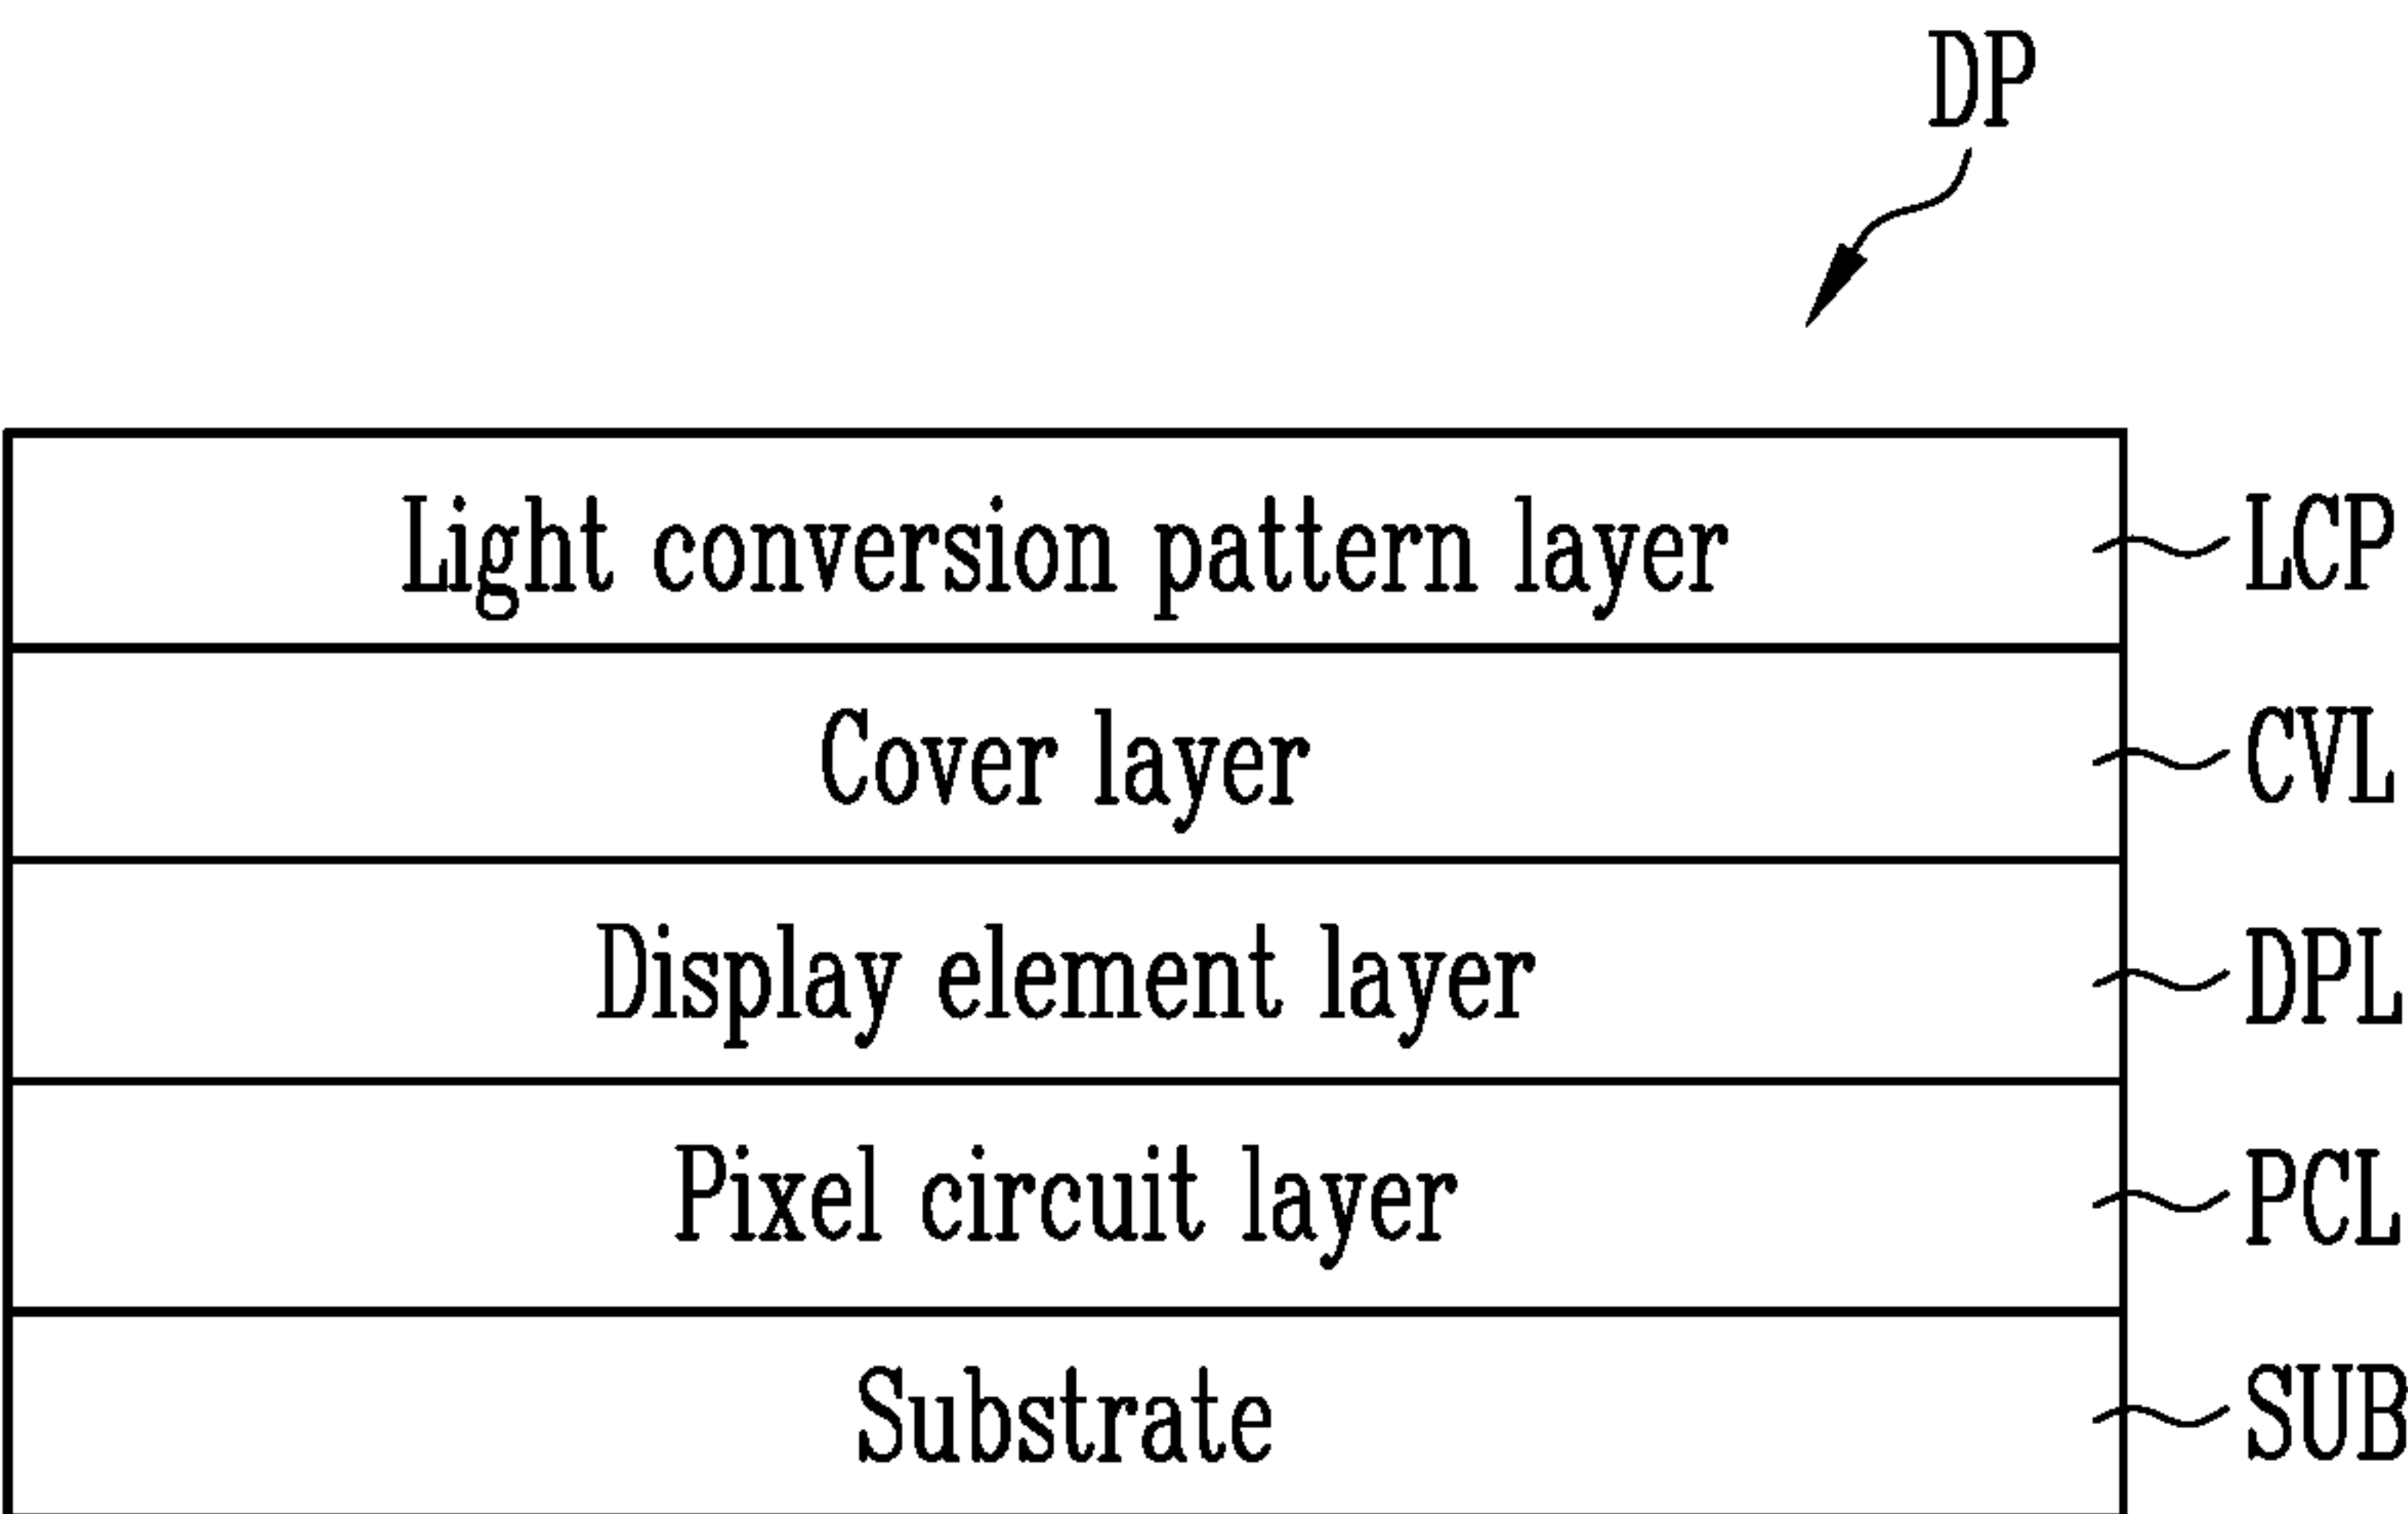 DP
Light conversion pattern layer LCP
Cover layer CVL
Display element layer DPL
Pixel circuit layer PCL
Substrate SUB